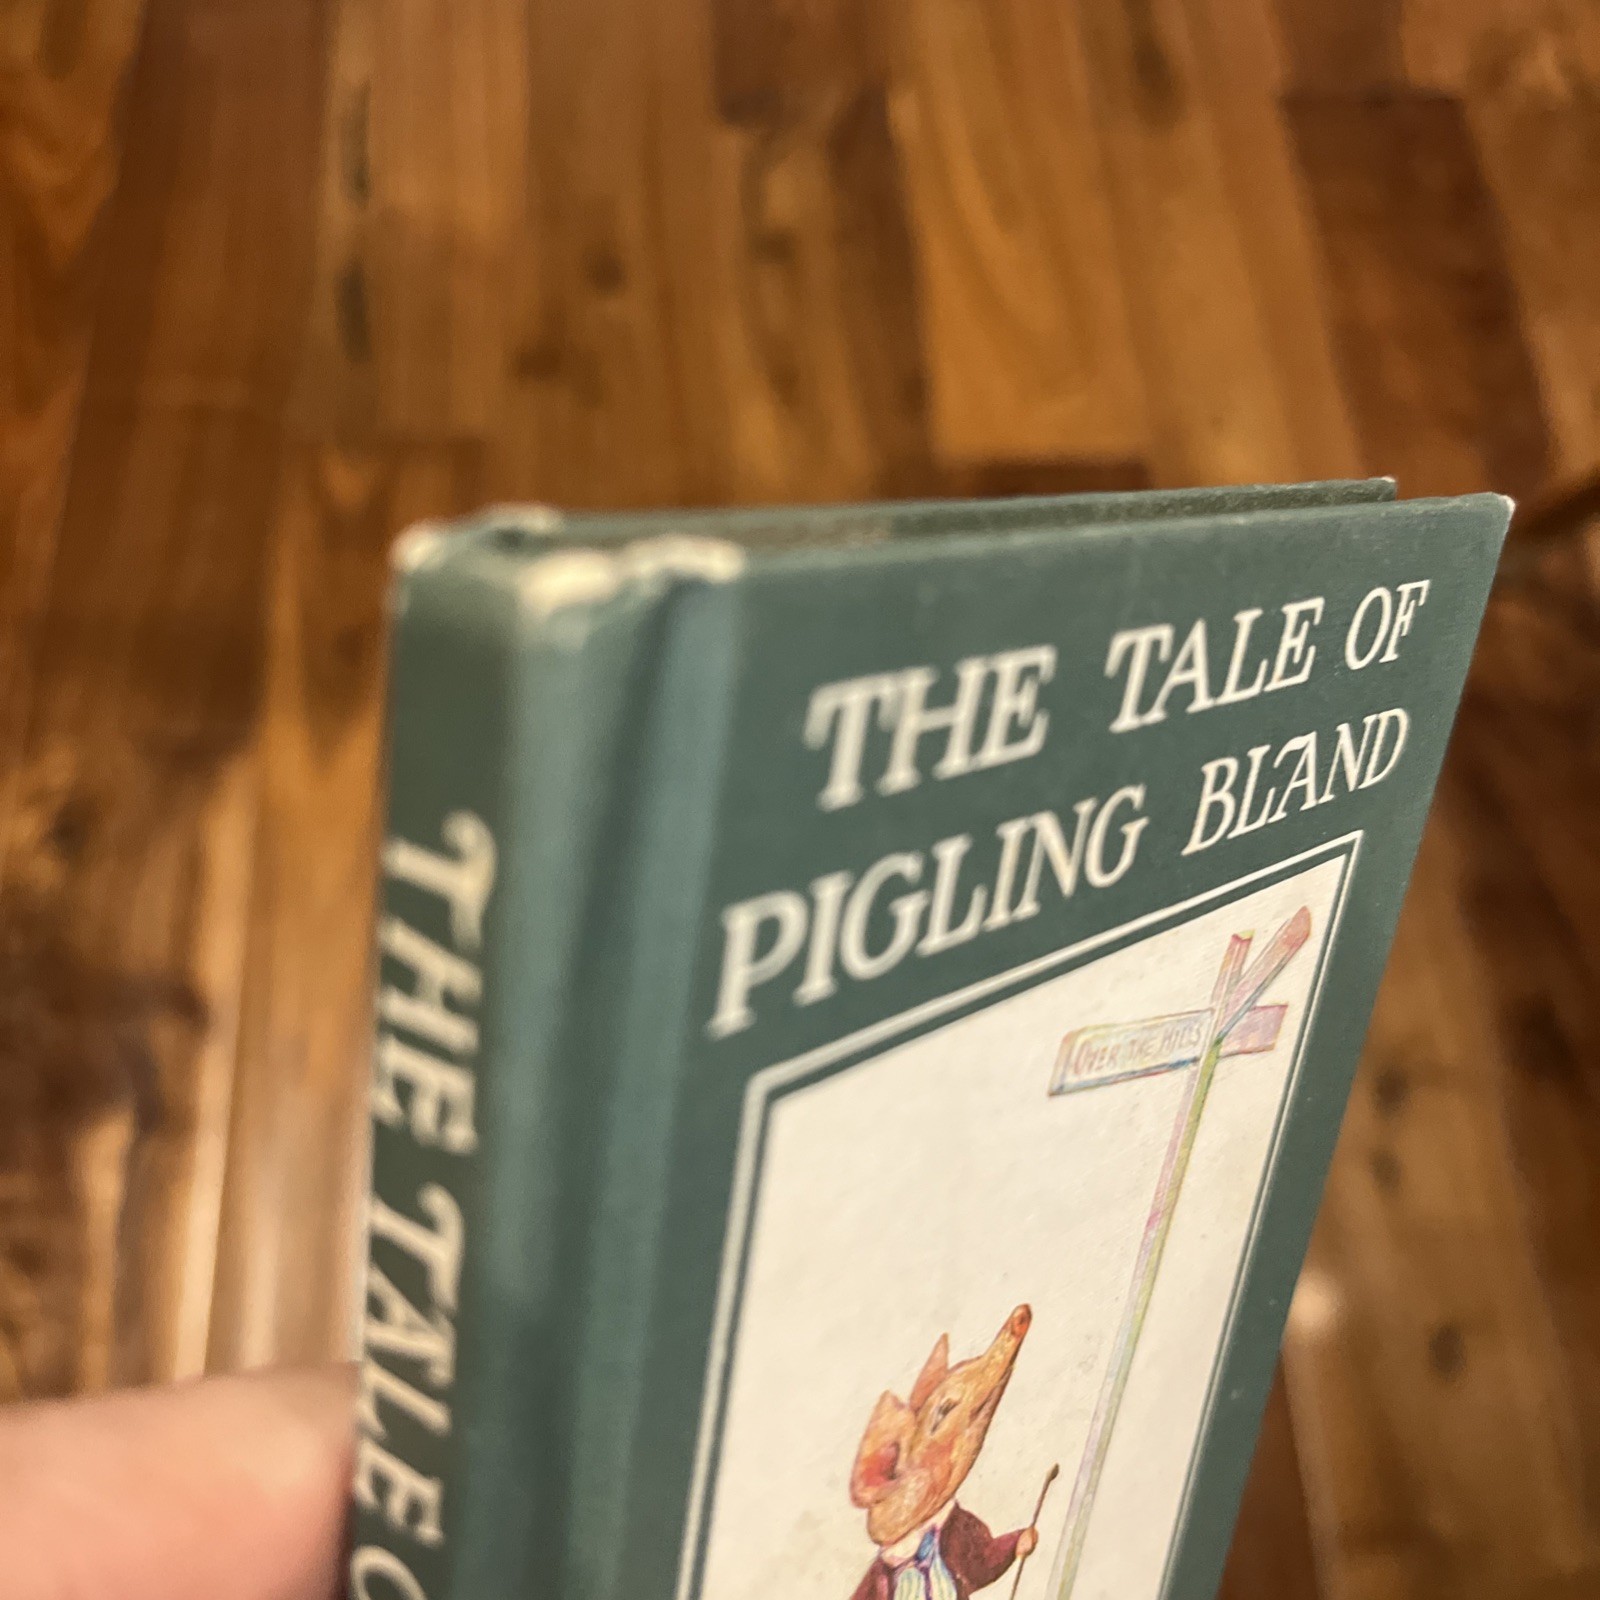 THE TALE OF
PIGLING BLAND
OVER THE HILLS
THE TALE O